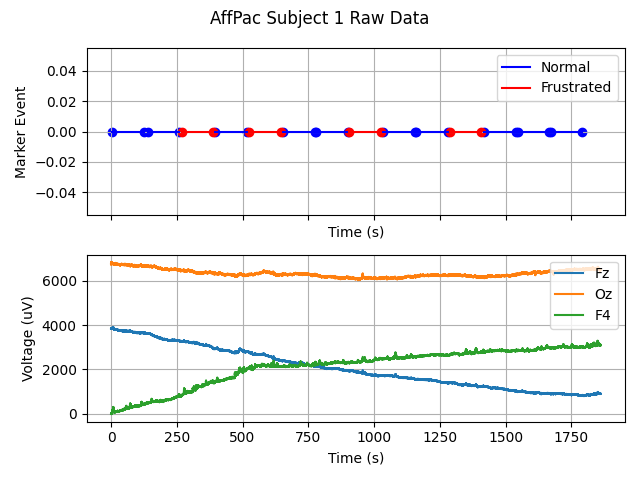 AffPac Subject 1 Raw Data
Marker Event
0.04
0.02
0.00
−0.02
−0.04
Normal
Frustrated
Time (s)
Voltage (uV)
6000
4000
2000
0
Fz
Oz
F4
0 250 500 750 1000 1250 1500 1750
Time (s)